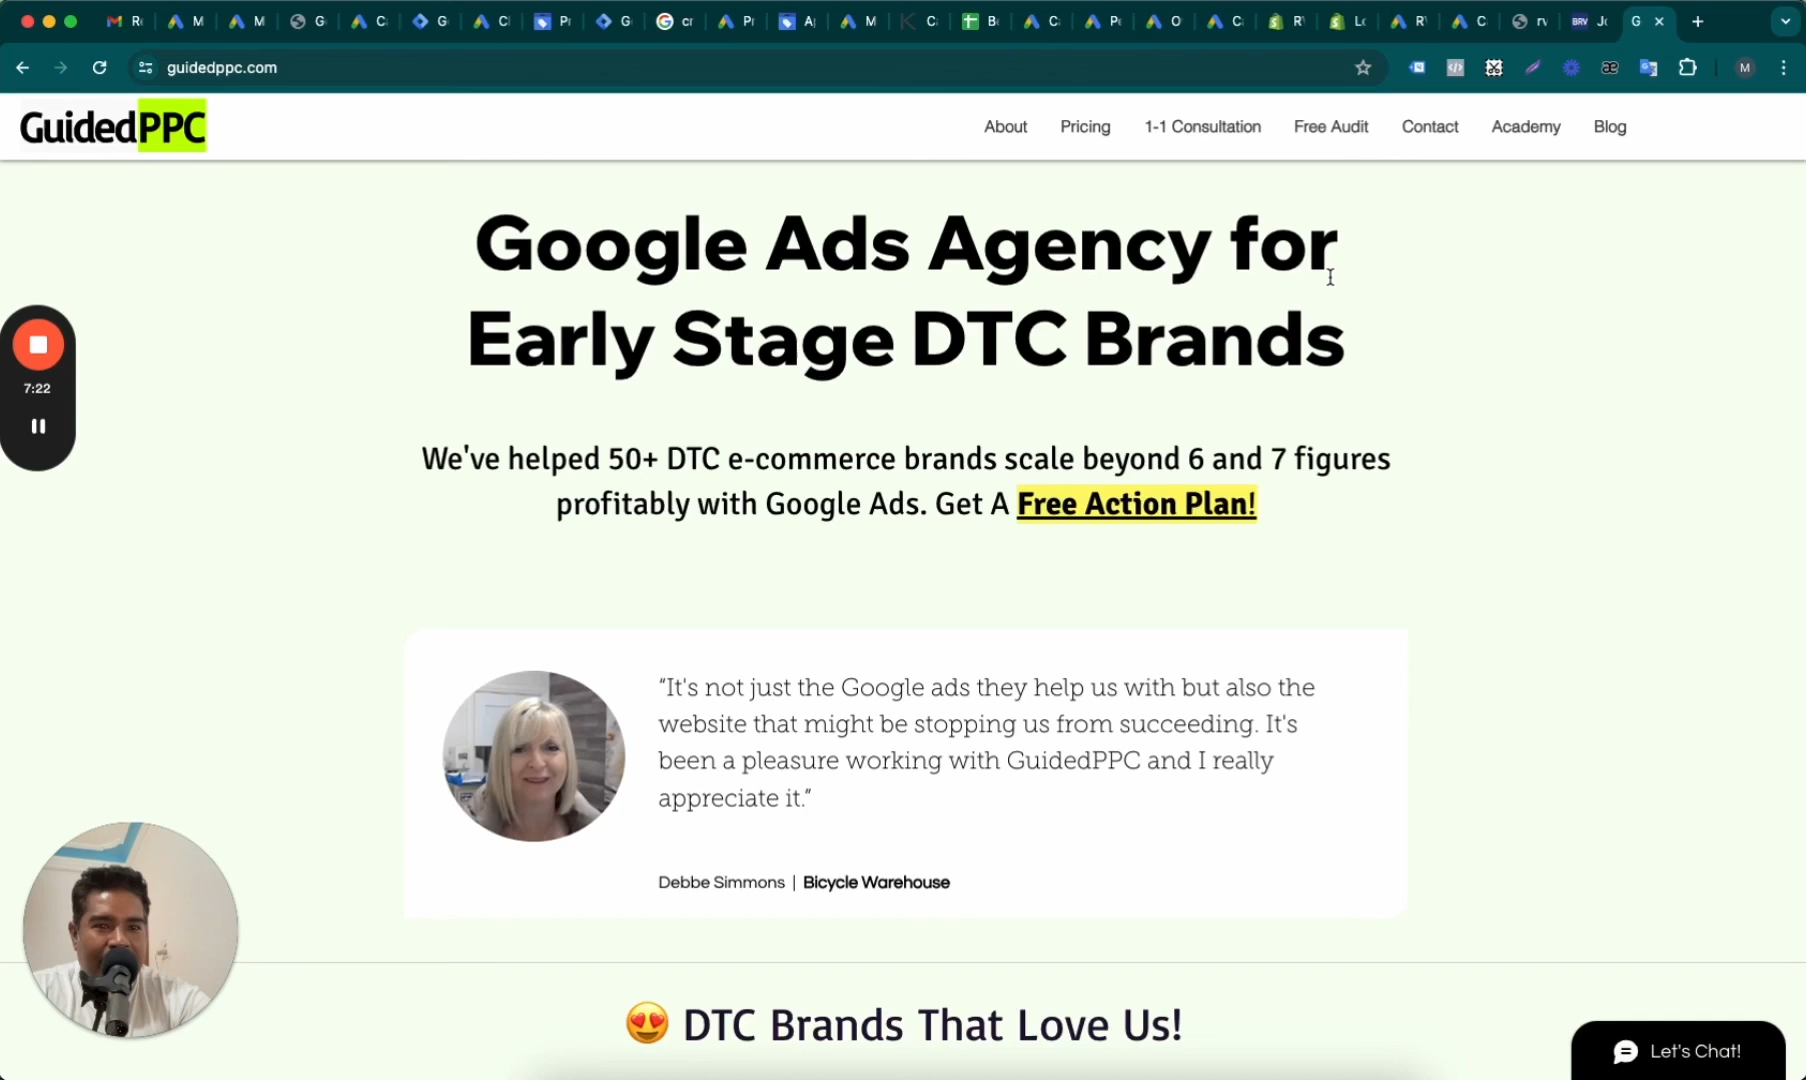 guidedppc.com
GuidedPPC
About Pricing 1-1 Consultation Free Audit Contact Academy Blog
Google Ads Agency for
Early Stage DTC Brands
7:22
We've helped 50+ DTC e-commerce brands scale beyond 6 and 7 figures
profitably with Google Ads. Get A Free Action Plan!
“It's not just the Google ads they help us with but also the
website that might be stopping us from succeeding. It's
been a pleasure working with GuidedPPC and I really
appreciate it.”
Debbe Simmons | Bicycle Warehouse
😍 DTC Brands That Love Us!
Let's Chat!